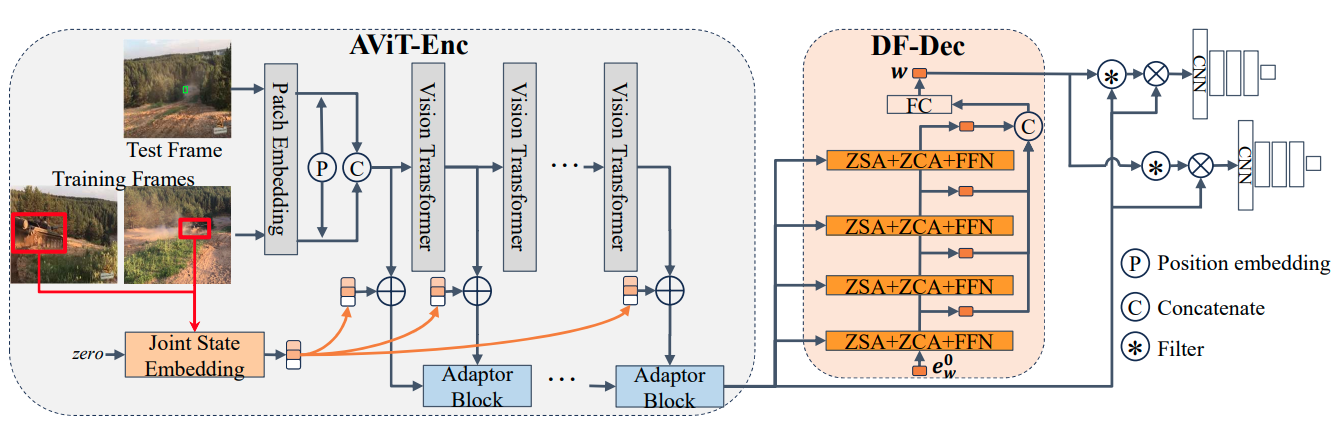 AViT-Enc
DF-Dec
Test Frame
Training Frames
Patch Embedding
P
C
Vision Transformer
Vision Transformer
...
Vision Transformer
zero
Joint State
Embedding
Adaptor
Block
...
Adaptor
Block
w
FC
C
ZSA+ZCA+FFN
ZSA+ZCA+FFN
ZSA+ZCA+FFN
ZSA+ZCA+FFN
e⁰w
*
CNN
*
CNN
P Position embedding
C Concatenate
* Filter